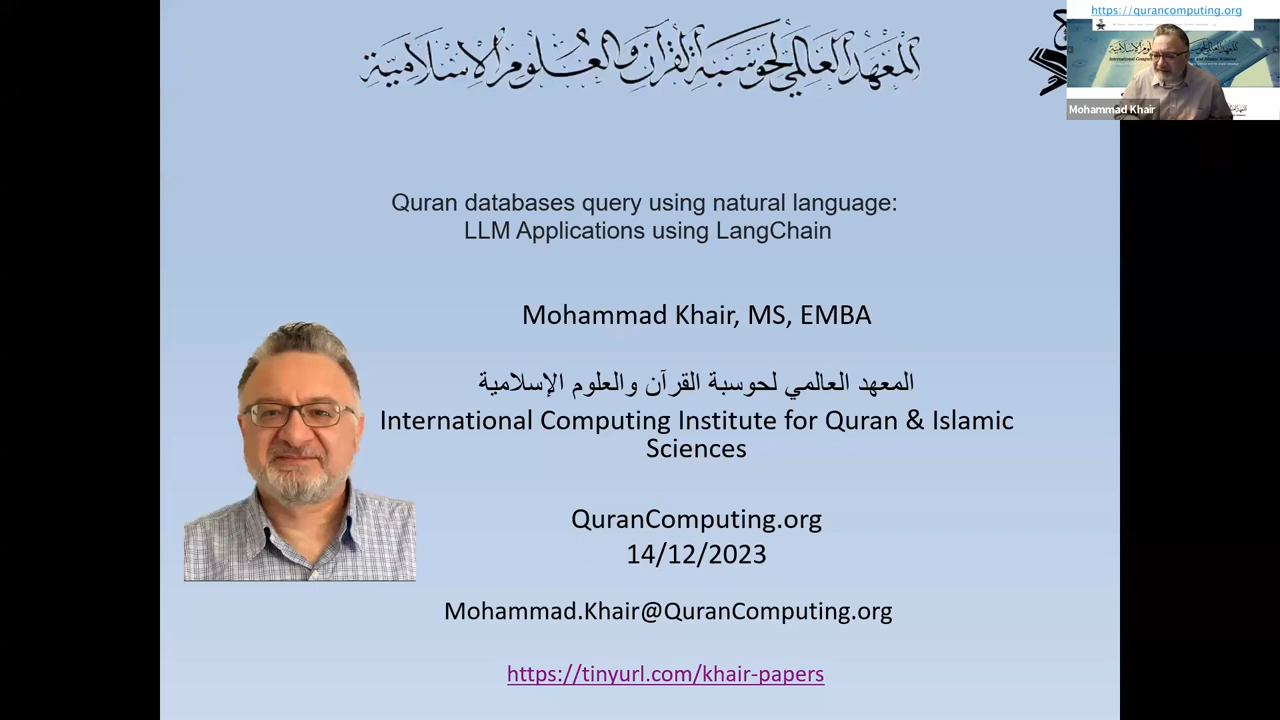 المعهد العالمي لحوسبة القرآن والعلوم الإسلامية
https://qurancomputing.org
Mohammad Khair
Quran databases query using natural language:
LLM Applications using LangChain
Mohammad Khair, MS, EMBA
المعهد العالمي لحوسبة القرآن والعلوم الإسلامية
International Computing Institute for Quran & Islamic
Sciences
QuranComputing.org
14/12/2023
Mohammad.Khair@QuranComputing.org
https://tinyurl.com/khair-papers